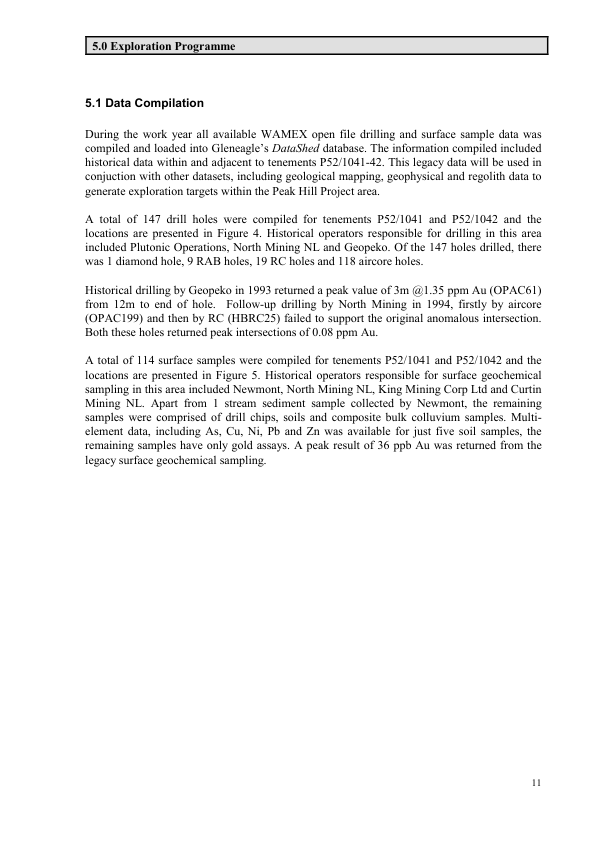 5.0 Exploration Programme
5.1 Data Compilation
During the work year all available WAMEX open file drilling and surface sample data was
compiled and loaded into Gleneagle's DataShed database. The information compiled included
historical data within and adjacent to tenements P52/1041-42. This legacy data will be used in
conjuction with other datasets, including geological mapping, geophysical and regolith data to
generate exploration targets within the Peak Hill Project area.
A total of 147 drill holes were compiled for tenements P52/1041 and P52/1042 and the
locations are presented in Figure 4. Historical operators responsible for drilling in this area
included Plutonic Operations, North Mining NL and Geopeko. Of the 147 holes drilled, there
was 1 diamond hole, 9 RAB holes, 19 RC holes and 118 aircore holes.
Historical drilling by Geopeko in 1993 returned a peak value of 3m @1.35 ppm Au (OPAC61)
from 12m to end of hole.  Follow-up drilling by North Mining in 1994, firstly by aircore
(OPAC199) and then by RC (HBRC25) failed to support the original anomalous intersection.
Both these holes returned peak intersections of 0.08 ppm Au.
A total of 114 surface samples were compiled for tenements P52/1041 and P52/1042 and the
locations are presented in Figure 5. Historical operators responsible for surface geochemical
sampling in this area included Newmont, North Mining NL, King Mining Corp Ltd and Curtin
Mining NL. Apart from 1 stream sediment sample collected by Newmont, the remaining
samples were comprised of drill chips, soils and composite bulk colluvium samples. Multi-
element data, including As, Cu, Ni, Pb and Zn was available for just five soil samples, the
remaining samples have only gold assays. A peak result of 36 ppb Au was returned from the
legacy surface geochemical sampling.
11